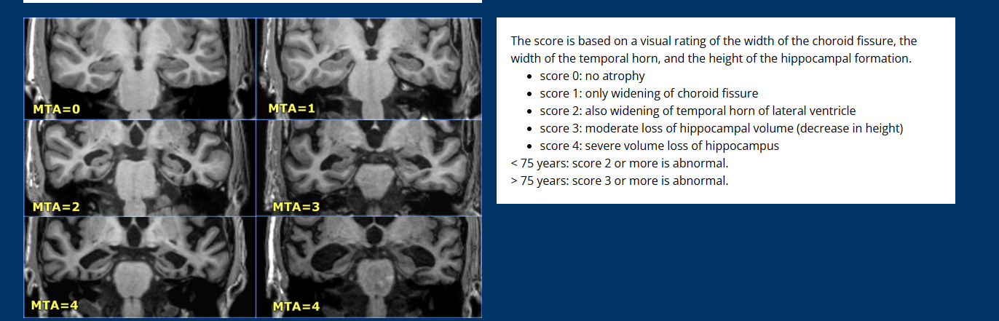 MTA=0
MTA=1
MTA=2
MTA=3
MTA=4
MTA=4
The score is based on a visual rating of the width of the choroid fissure, the
width of the temporal horn, and the height of the hippocampal formation.
• score 0: no atrophy
• score 1: only widening of choroid fissure
• score 2: also widening of temporal horn of lateral ventricle
• score 3: moderate loss of hippocampal volume (decrease in height)
• score 4: severe volume loss of hippocampus
< 75 years: score 2 or more is abnormal.
> 75 years: score 3 or more is abnormal.